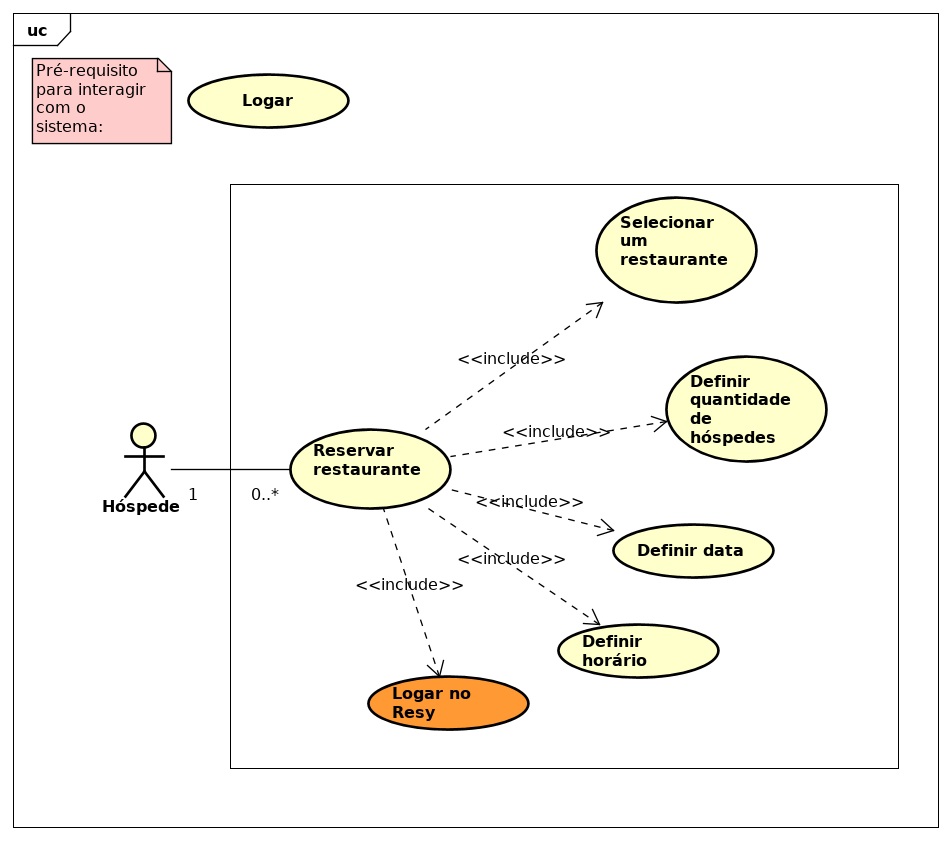 uc
Pré-requisito
para interagir
com o
sistema:
Logar
Selecionar
um
restaurante
<<include>>
Definir
quantidade
de
hóspedes
<<include>>
Reservar
restaurante
Hóspede
1
0..*
<<include>>
Definir data
<<include>>
<<include>>
Definir
horário
Logar no
Resy